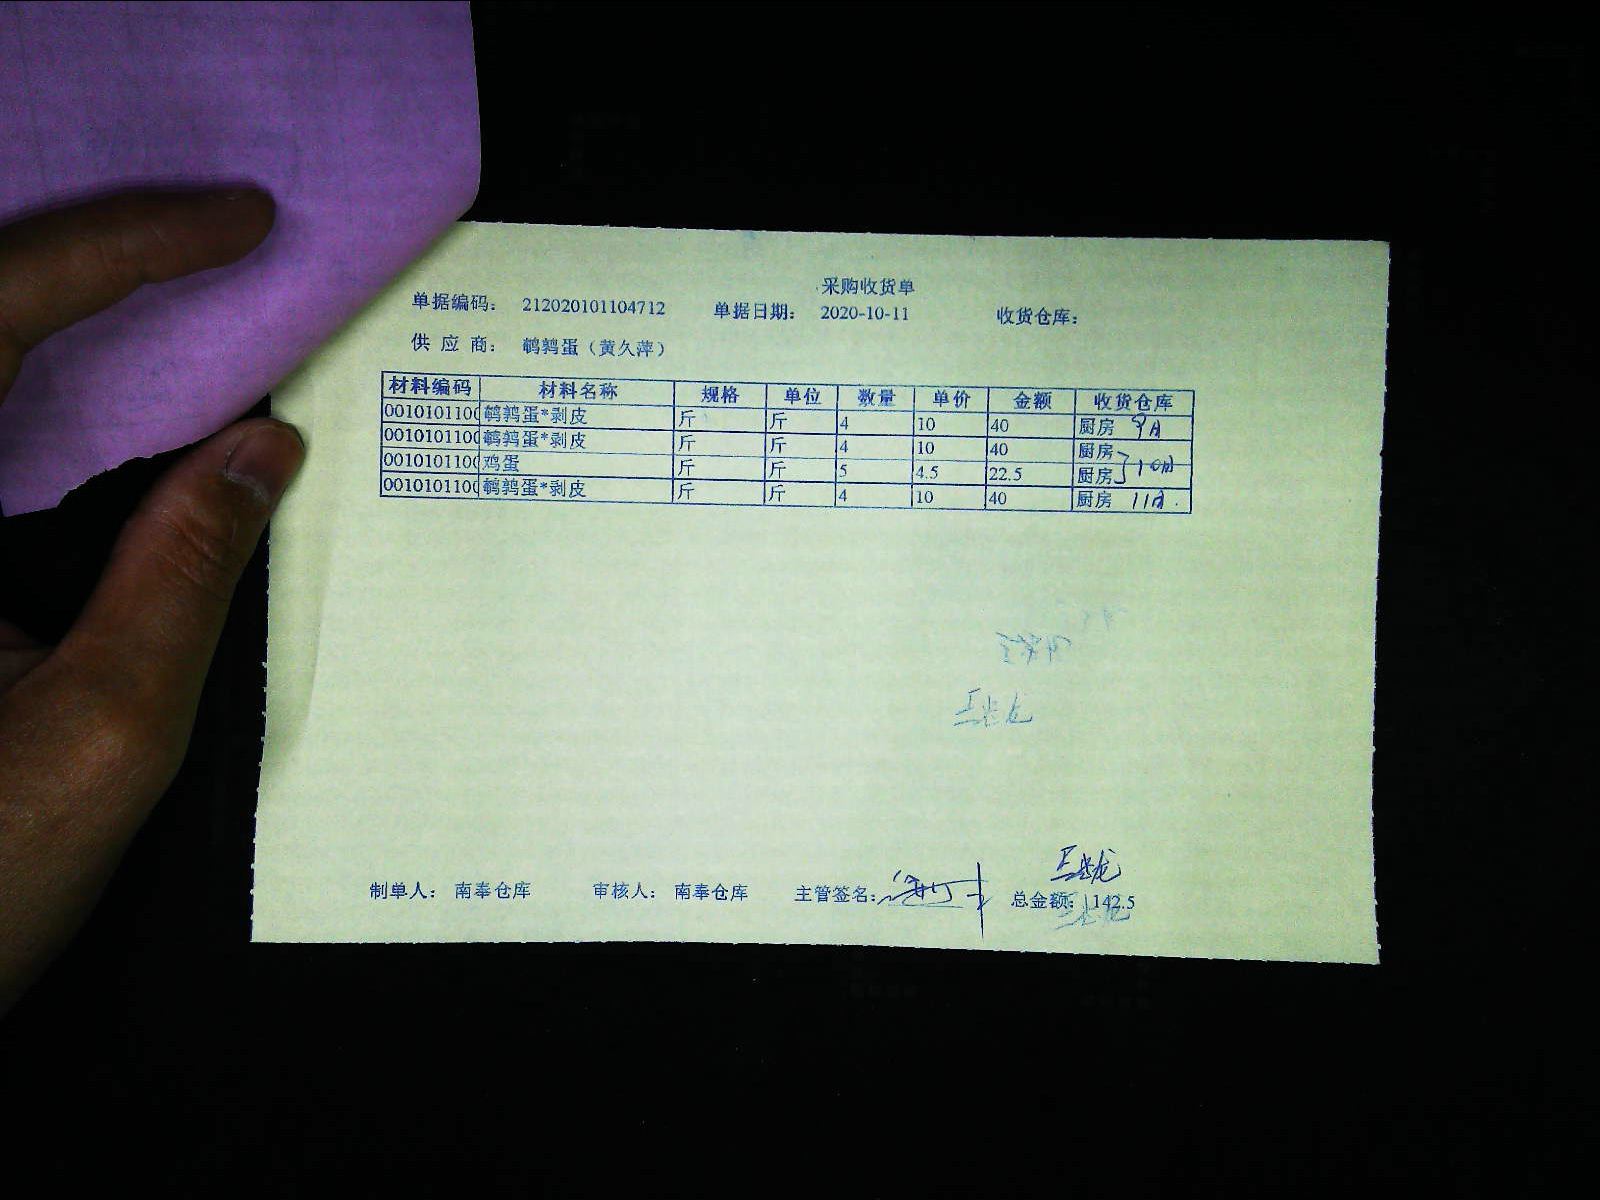 采购收货单
单据编码： 212020101104712 单据日期： 2020-10-11 收货仓库：
供 应 商： 鹌鹑蛋（黄久萍）
材料编码 材料名称 规格 单位 数量 单价 金额 收货仓库
0010101100 鹌鹑蛋*剥皮 斤 斤 4 10 40 厨房 9日
0010101100 鹌鹑蛋*剥皮 斤 斤 4 10 40 厨房
0010101100 鸡蛋 斤 斤 5 4.5 22.5 厨房 10日
0010101100 鹌鹑蛋*剥皮 斤 斤 4 10 40 厨房 11日
制单人： 南奉仓库 审核人： 南奉仓库 主管签名： 总金额： 142.5